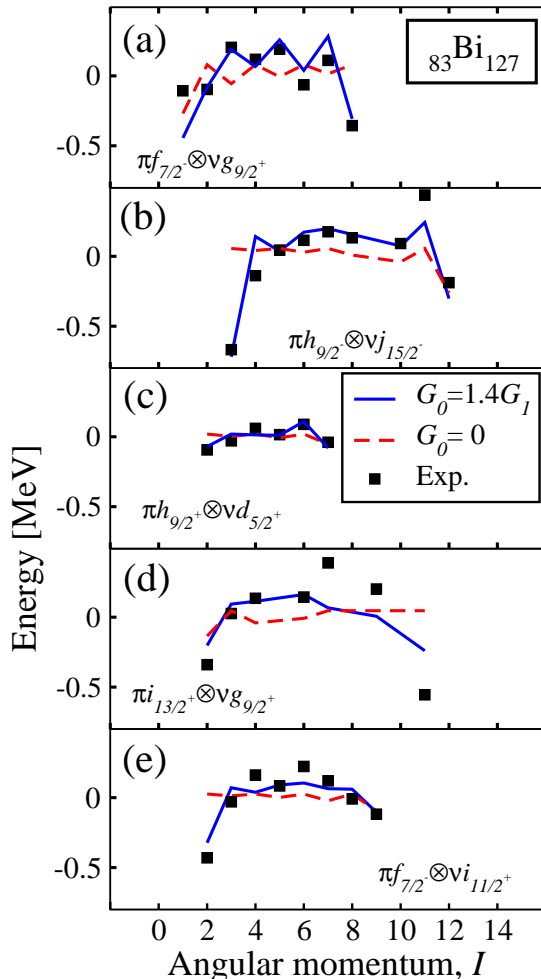 (a)
₈₃Bi₁₂₇
0
-0.5
πf₇/₂⁻⊗νg₉/₂⁺
(b)
0
-0.5
πh₉/₂⁻⊗νj₁₅/₂⁻
(c)
0
-0.5
πh₉/₂⁺⊗νd₅/₂⁺
G₀=1.4G₁
G₀= 0
Exp.
(d)
0
-0.5
πi₁₃/₂⁺⊗νg₉/₂⁺
(e)
0
-0.5
πf₇/₂⁻⊗νi₁₁/₂⁺
0 2 4 6 8 10 12 14
Angular momentum, I
Energy [MeV]